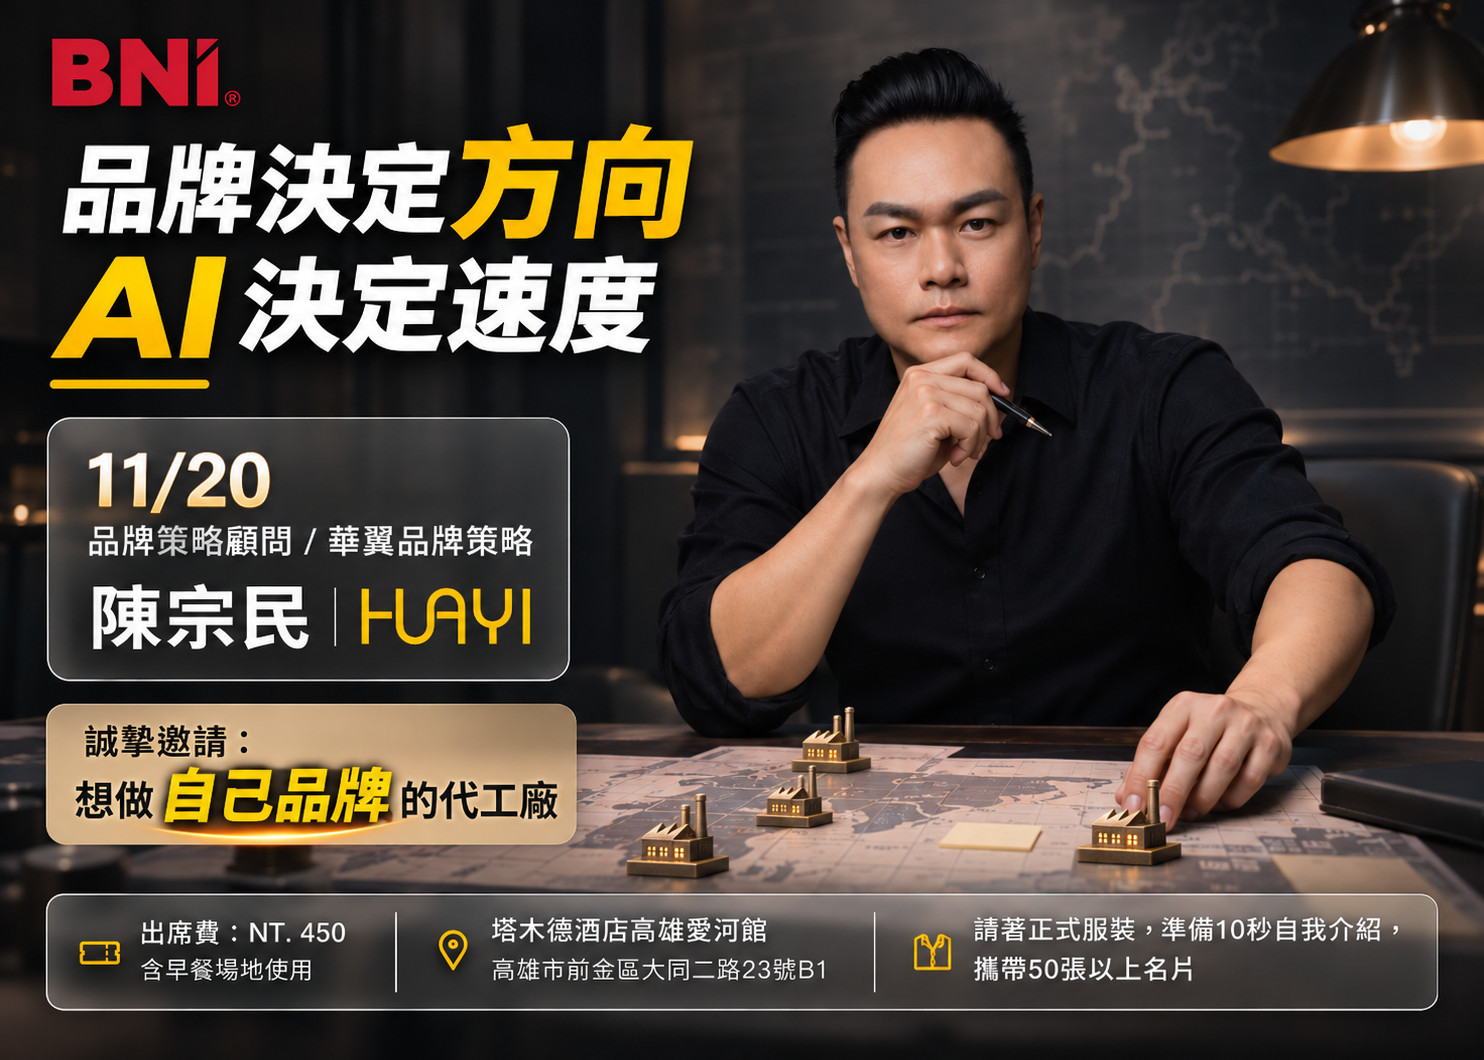 BNI®
品牌決定方向
AI決定速度
11/20
品牌策略顧問 / 華翼品牌策略
陳宗民 | HUAYI
誠摯邀請：
想做自己品牌的代工廠
出席費：NT. 450
含早餐場地使用
塔木德酒店高雄愛河館
高雄市前金區大同二路23號B1
請著正式服裝，準備10秒自我介紹，
攜帶50張以上名片